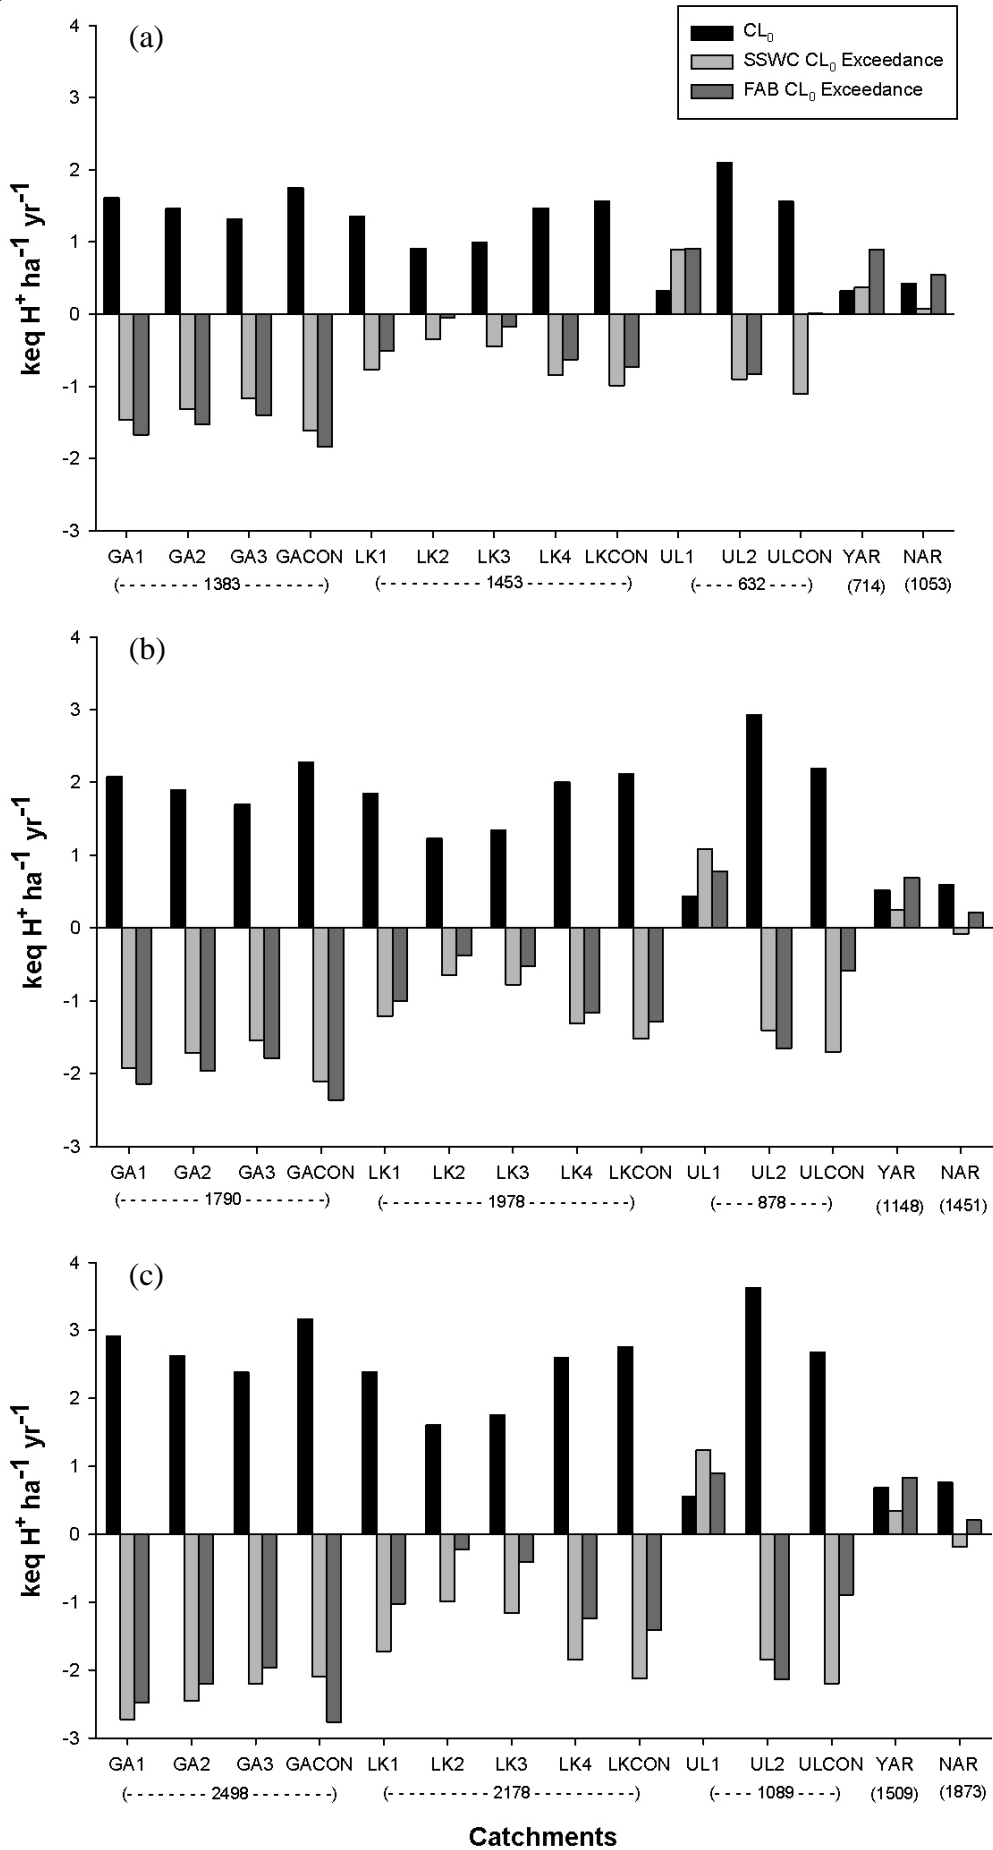 (a)
CL0
SSWC CL0 Exceedance
FAB CL0 Exceedance
4
3
2
1
0
-1
-2
-3
keq H+ ha-1 yr-1
GA1 GA2 GA3 GACON LK1 LK2 LK3 LK4 LKCON UL1 UL2 ULCON YAR NAR
(- - - - - - - - 1383 - - - - - - - -) (- - - - - - - - - - 1453 - - - - - - - - - -) (- - - - 632 - - - -) (714) (1053)
(b)
4
3
2
1
0
-1
-2
-3
keq H+ ha-1 yr-1
GA1 GA2 GA3 GACON LK1 LK2 LK3 LK4 LKCON UL1 UL2 ULCON YAR NAR
(- - - - - - - - 1790 - - - - - - - -) (- - - - - - - - - - 1978 - - - - - - - - - -) (- - - - 878 - - - -) (1148) (1451)
(c)
4
3
2
1
0
-1
-2
-3
keq H+ ha-1 yr-1
GA1 GA2 GA3 GACON LK1 LK2 LK3 LK4 LKCON UL1 UL2 ULCON YAR NAR
(- - - - - - - - 2498 - - - - - - - -) (- - - - - - - - - - 2178 - - - - - - - - - -) (- - - - 1089 - - - -) (1509) (1873)
Catchments